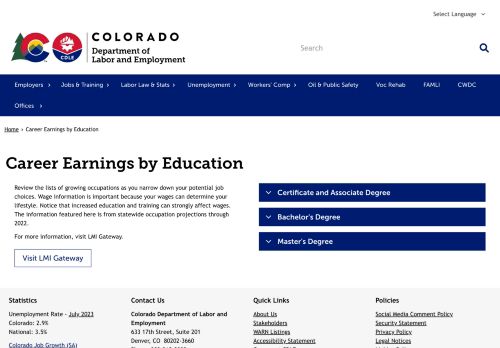 Select Language
COLORADO
Department of
Labor and Employment
CDLE
Search
Employers
Jobs & Training
Labor Law & Stats
Unemployment
Workers' Comp
Oil & Public Safety
Voc Rehab
FAMLI
CWDC
Offices
Home › Career Earnings by Education
Career Earnings by Education
Review the lists of growing occupations as you narrow down your potential job
choices. Wage information is important because your wages can determine your
lifestyle. Notice that increased education and training can strongly affect wages.
The information featured here is from statewide occupation projections through
2022.
For more information, visit LMI Gateway.
Visit LMI Gateway
Certificate and Associate Degree
Bachelor's Degree
Master's Degree
Statistics
Unemployment Rate - July 2023
Colorado: 2.9%
National: 3.5%
Colorado Job Growth (SA)
Contact Us
Colorado Department of Labor and
Employment
633 17th Street, Suite 201
Denver, CO 80202-3660
Quick Links
About Us
Stakeholders
WARN Listings
Accessibility Statement
Policies
Social Media Comment Policy
Security Statement
Privacy Policy
Legal Notices